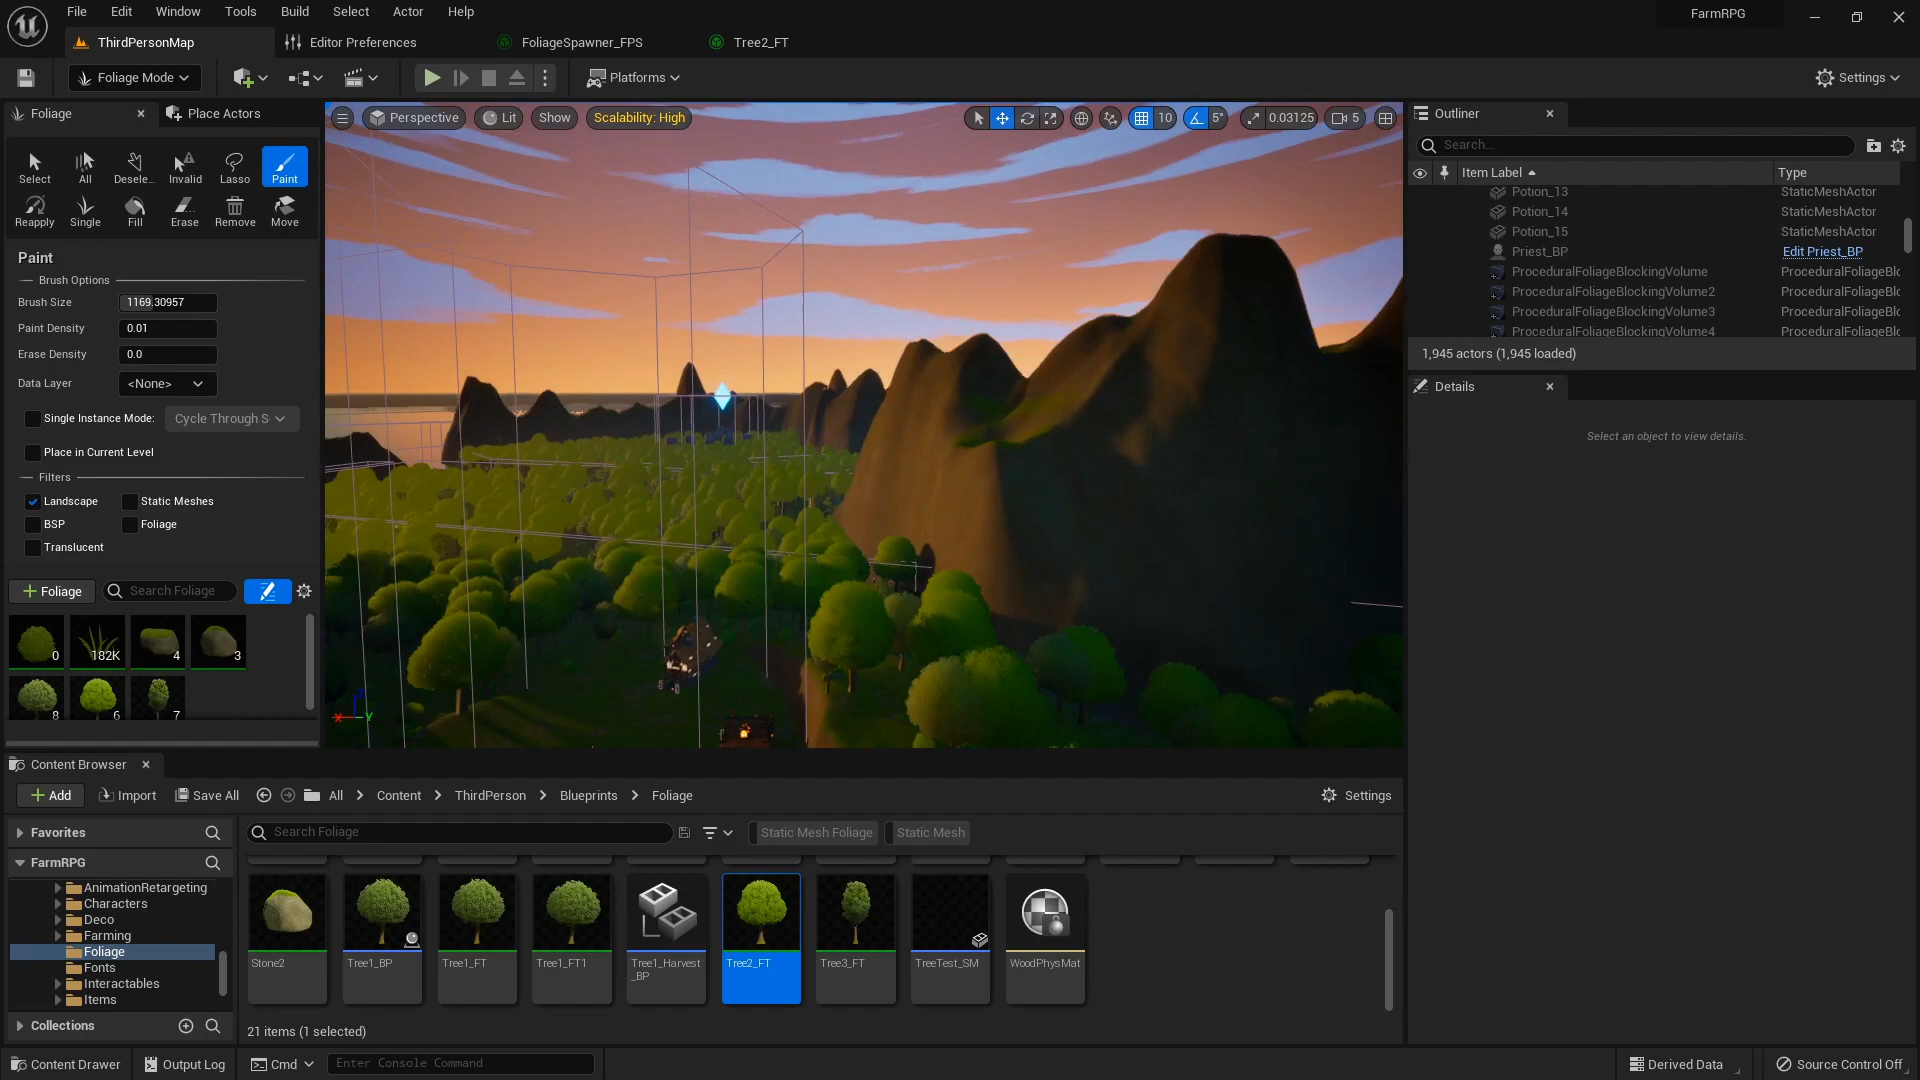 File Edit Window Tools Build Select Actor Help
FarmRPG
ThirdPersonMap
Editor Preferences
FoliageSpawner_FPS
Tree2_FT
Foliage Mode
Platforms
Settings
Foliage
Place Actors
Select All Desele... Invalid Lasso Paint
Reapply Single Fill Erase Remove Move
Paint
Brush Options
Brush Size 1169.30957
Paint Density 0.01
Erase Density 0.0
Data Layer <None>
Single Instance Mode: Cycle Through S
Place in Current Level
Filters
Landscape Static Meshes
BSP Foliage
Translucent
Foliage Search Foliage
0 182K 4 3
8 6 7
Perspective Lit Show Scalability: High
10 5° 0.03125 5
X Y
Outliner
Search...
Item Label Type
Potion_13 StaticMeshActor
Potion_14 StaticMeshActor
Potion_15 StaticMeshActor
Priest_BP Edit Priest_BP
ProceduralFoliageBlockingVolume ProceduralFoliageBlo
ProceduralFoliageBlockingVolume2 ProceduralFoliageBlo
ProceduralFoliageBlockingVolume3 ProceduralFoliageBlo
ProceduralFoliageBlockingVolume4 ProceduralFoliageBlo
1,945 actors (1,945 loaded)
Details
Select an object to view details.
Content Browser
Add Import Save All All Content ThirdPerson Blueprints Foliage Settings
Favorites
Search Foliage Static Mesh Foliage Static Mesh
FarmRPG
AnimationRetargeting
Characters
Deco
Farming
Foliage
Fonts
Interactables
Items
Collections
Stone2
Tree1_BP
Tree1_FT
Tree1_FT1
Tree1_Harvest
_BP
Tree2_FT
Tree3_FT
TreeTest_SM
WoodPhysMat
21 items (1 selected)
Content Drawer Output Log Cmd Enter Console Command Derived Data Source Control Off